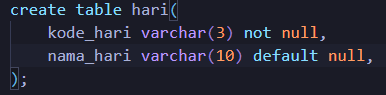 create table hari(
    kode_hari varchar(3) not null,
    nama_hari varchar(10) default null,
);